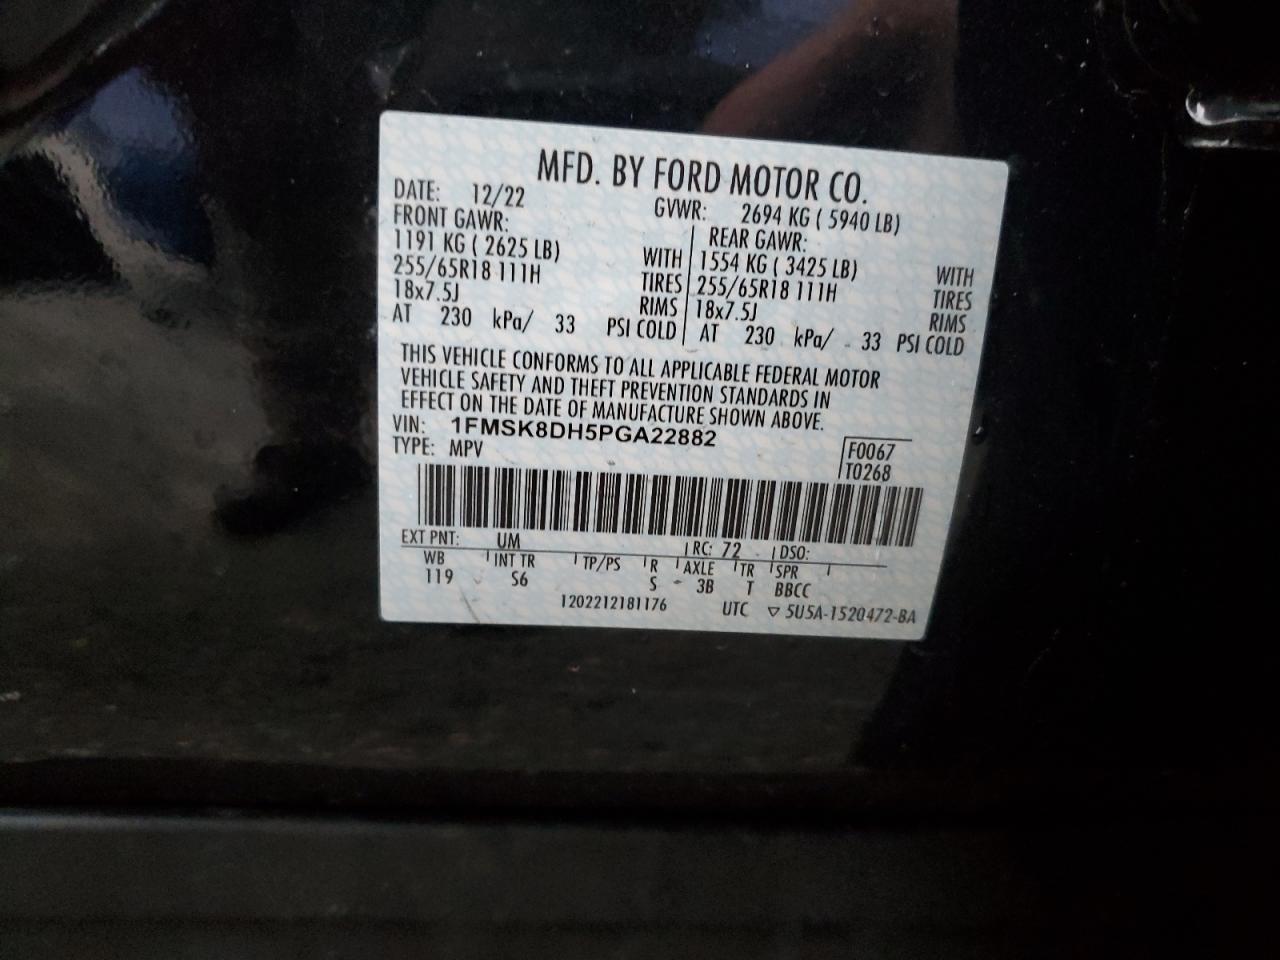 MFD. BY FORD MOTOR CO.
DATE: 12/22 GVWR: 2694 KG ( 5940 LB)
FRONT GAWR: REAR GAWR:
1191 KG ( 2625 LB) WITH 1554 KG ( 3425 LB) WITH
255/65R18 111H TIRES 255/65R18 111H TIRES
18x7.5J RIMS 18x7.5J RIMS
AT 230 kPa/ 33 PSI COLD AT 230 kPa/ 33 PSI COLD
THIS VEHICLE CONFORMS TO ALL APPLICABLE FEDERAL MOTOR
VEHICLE SAFETY AND THEFT PREVENTION STANDARDS IN
EFFECT ON THE DATE OF MANUFACTURE SHOWN ABOVE.
VIN: 1FMSK8DH5PGA22882
TYPE: MPV
F0067
T0268
EXT PNT: UM RC: 72 DSO:
WB INT TR TP/PS R AXLE TR SPR
119 S6 S 3B T BBCC
1202212181176 UTC ▽ 5U5A-1520472-BA